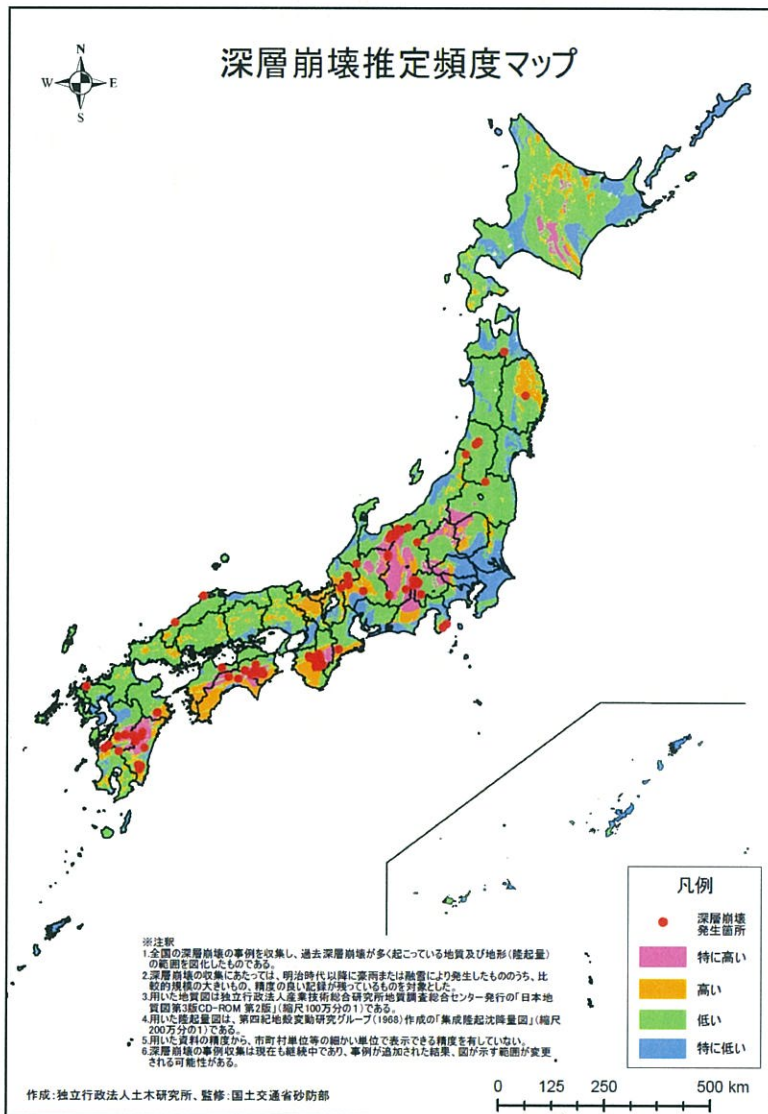 深層崩壊推定頻度マップ
N
W E
S
凡例
深層崩壊
発生箇所
特に高い
高い
低い
特に低い
※注釈
1.全国の深層崩壊の事例を収集し、過去深層崩壊が多く起こっている地質及び地形(隆起量)
の範囲を図化したものである。
2.深層崩壊の収集にあたっては、明治時代以降に豪雨または融雪により発生したもののうち、比
較的規模の大きいもの、精度の良い記録が残っているものを対象とした。
3.用いた地質図は独立行政法人産業技術総合研究所地質調査総合センター発行の「日本地
質図第3版CD-ROM 第2版」(縮尺100万分の1)である。
4.用いた隆起量図は、第四紀地殻変動研究グループ(1968)作成の「集成隆起沈降量図」(縮尺
200万分の1)である。
5.用いた資料の精度から、市町村単位等の細かい単位で表示できる精度を有していない。
6.深層崩壊の事例収集は現在も継続中であり、事例が追加された結果、図が示す範囲が変更
される可能性がある。
作成:独立行政法人土木研究所、監修:国土交通省砂防部
0 125 250 500 km